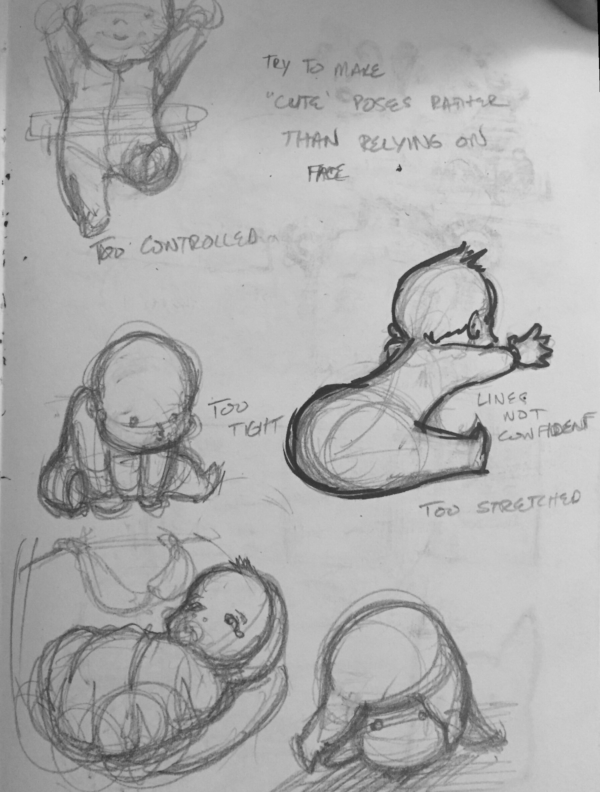 TRY TO MAKE
"CUTE" POSES RATHER
THAN RELYING ON
FACE
TOO CONTROLLED
TOO
TIGHT
LINES
NOT
CONFIDENT
TOO STRETCHED